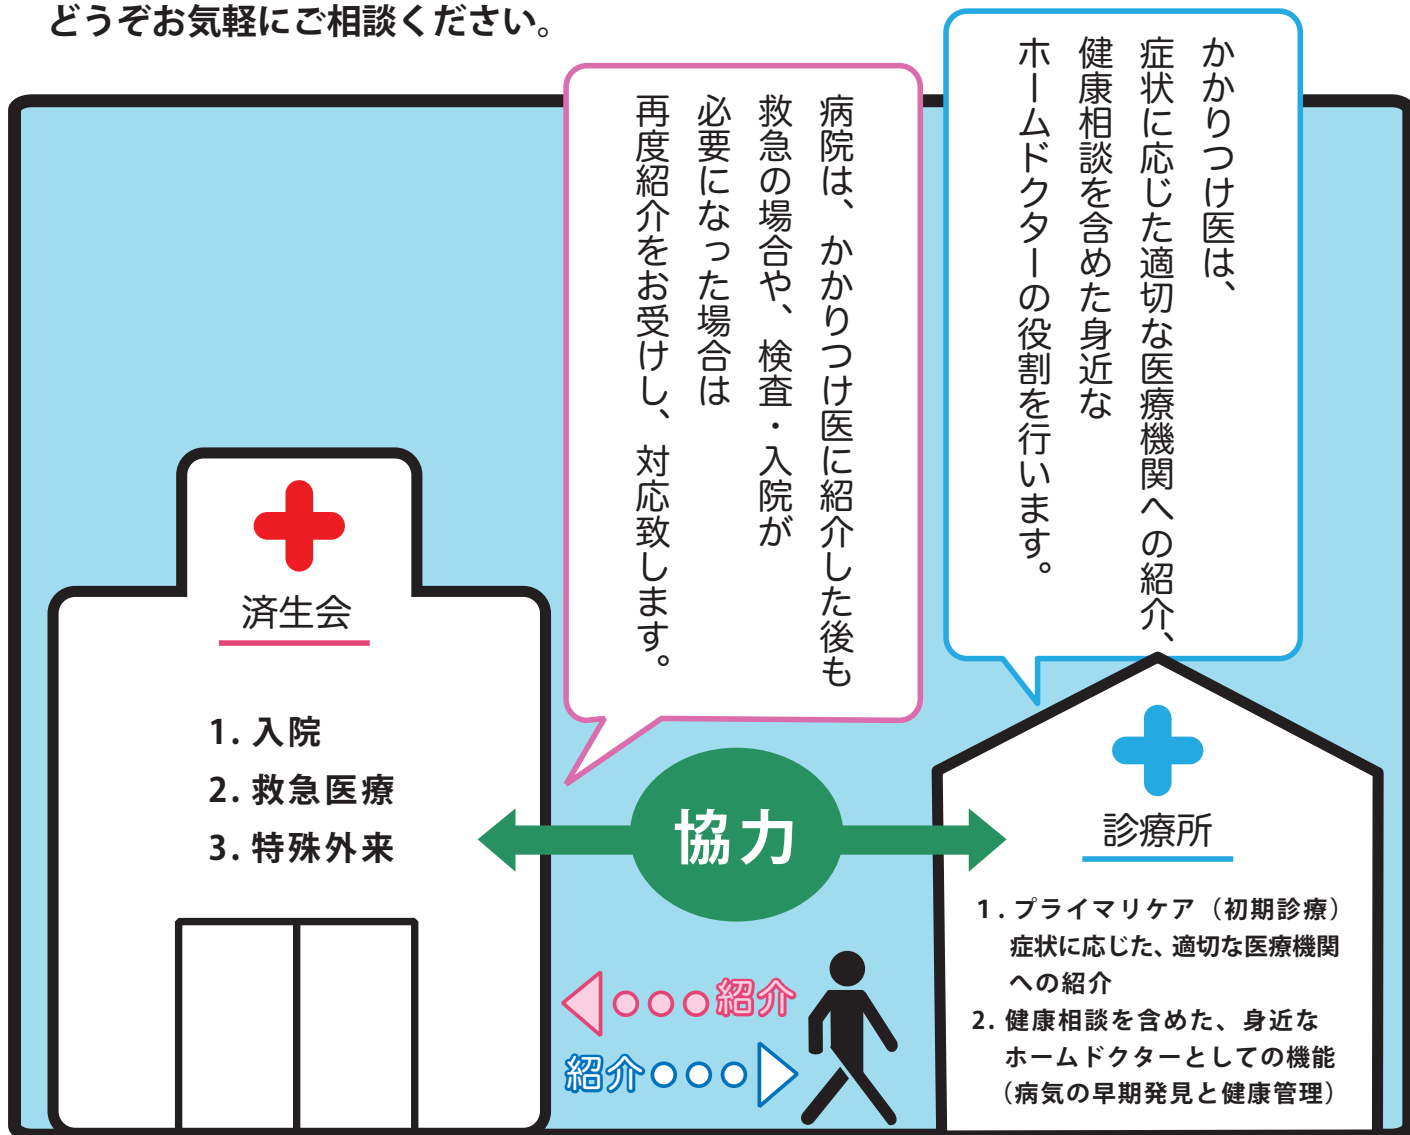 どうぞお気軽にご相談ください。
かかりつけ医は、
症状に応じた適切な医療機関への紹介、
健康相談を含めた身近な
ホームドクターの役割を行います。
病院は、かかりつけ医に紹介した後も
救急の場合や、検査・入院が
必要になった場合は
再度紹介をお受けし、対応致します。
済生会
1. 入院
2. 救急医療
3. 特殊外来
協力
紹介
紹介
診療所
1. プライマリケア（初期診療）
症状に応じた、適切な医療機関
への紹介
2. 健康相談を含めた、身近な
ホームドクターとしての機能
（病気の早期発見と健康管理）